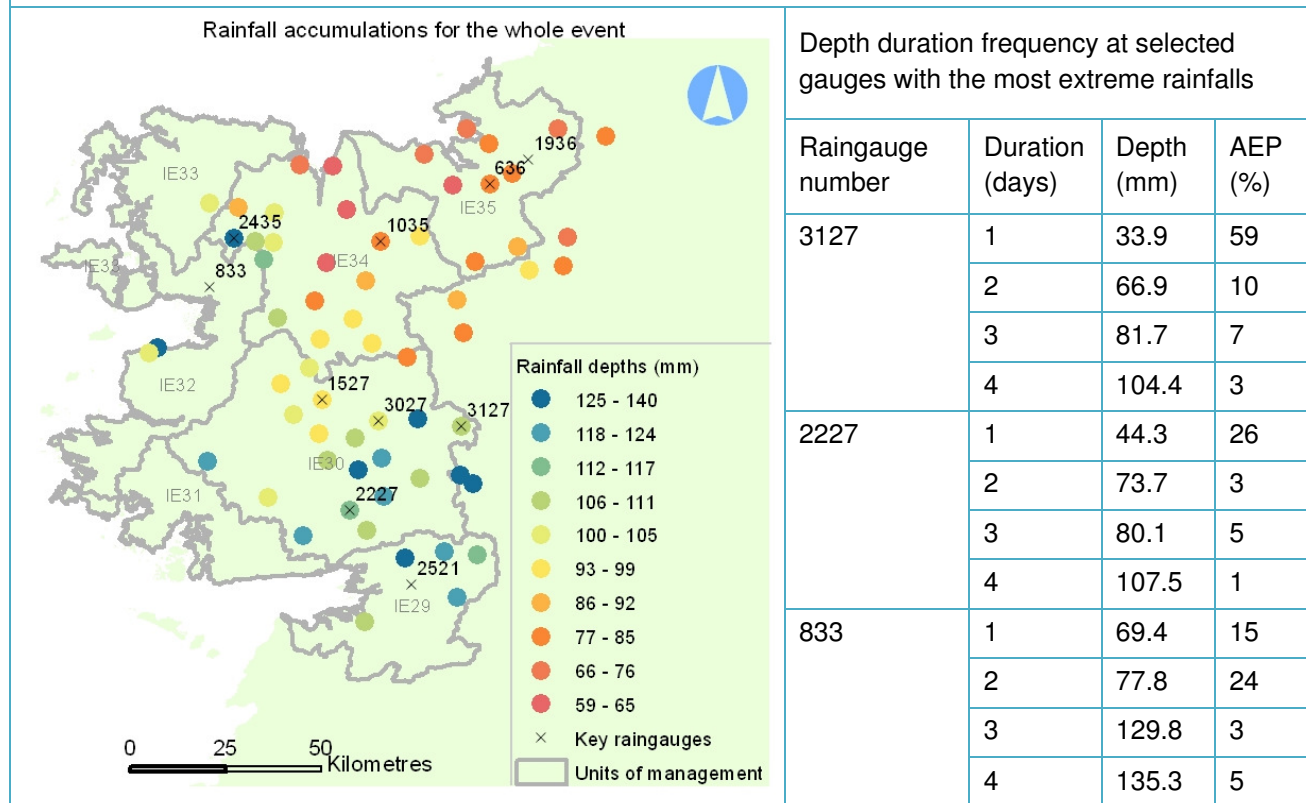 Rainfall accumulations for the whole event
1936
636
IE33
IE35
2435
1035
IE33
833
IE34
IE32
1527
3027
3127
IE30
IE31
2227
2521
IE29
Rainfall depths (mm)
125 - 140
118 - 124
112 - 117
106 - 111
100 - 105
93 - 99
86 - 92
77 - 85
66 - 76
59 - 65
Key raingauges
Units of management
0 25 50 Kilometres
Depth duration frequency at selected
gauges with the most extreme rainfalls
Raingauge Duration Depth AEP
number (days) (mm) (%)
3127 1 33.9 59
2 66.9 10
3 81.7 7
4 104.4 3
2227 1 44.3 26
2 73.7 3
3 80.1 5
4 107.5 1
833 1 69.4 15
2 77.8 24
3 129.8 3
4 135.3 5